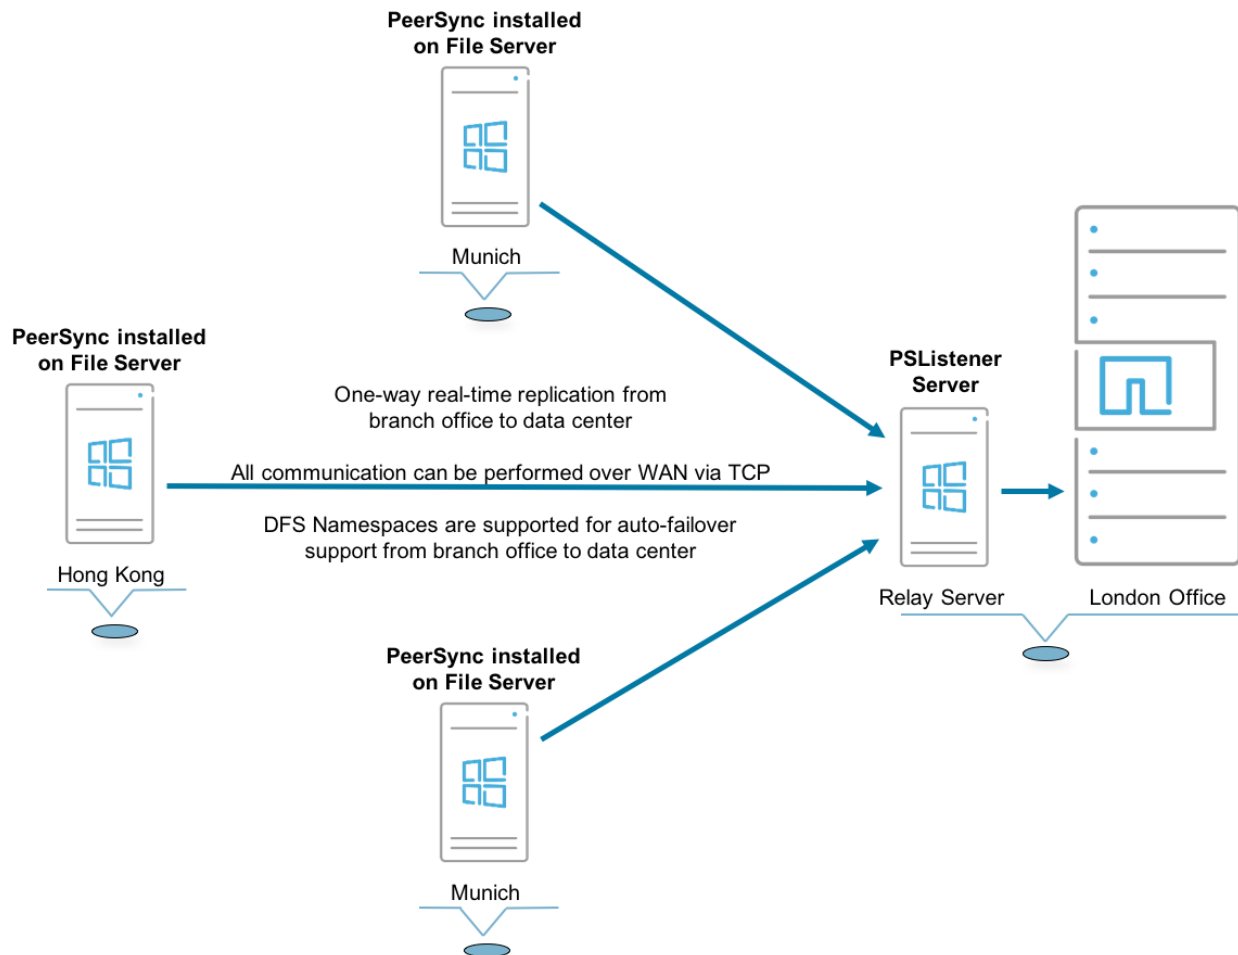 PeerSync installed
on File Server
Munich
PeerSync installed
on File Server
Hong Kong
One-way real-time replication from
branch office to data center
All communication can be performed over WAN via TCP
DFS Namespaces are supported for auto-failover
support from branch office to data center
PSListener
Server
Relay Server
London Office
PeerSync installed
on File Server
Munich